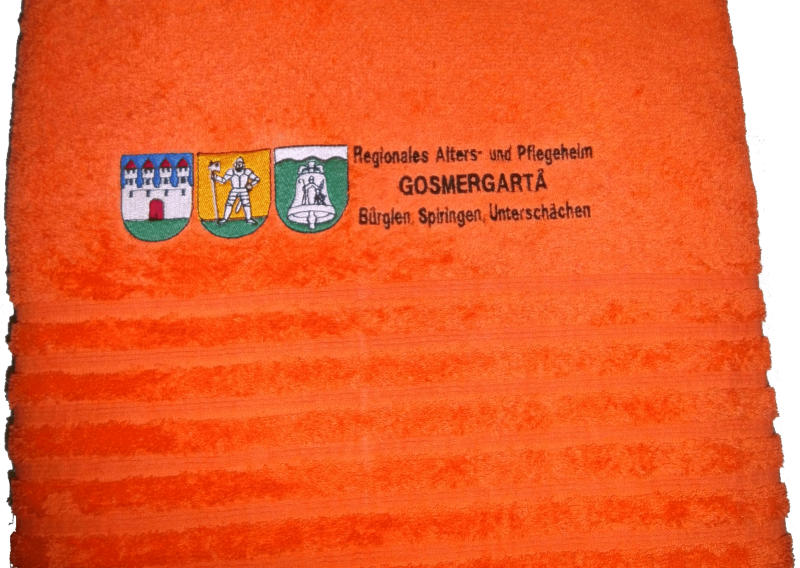 Regionales Alters- und Pflegeheim
GOSMERGARTÄ
Bürglen, Spiringen, Unterschächen